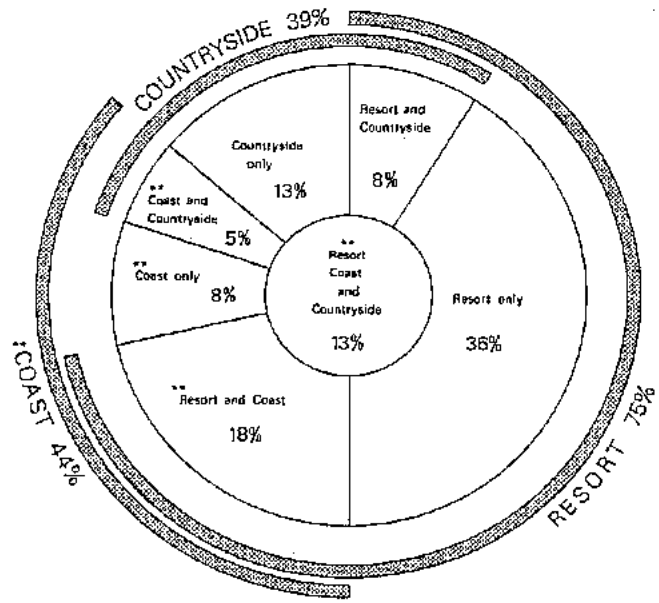 COUNTRYSIDE 39%
Resort and
Countryside
8%
Countryside
only
13%
** Coast and
Countryside
5%
** Coast only
8%
**
Resort
Coast
and
Countryside
13%
Resort only
36%
** Resort and Coast
18%
COAST 44%
RESORT 75%